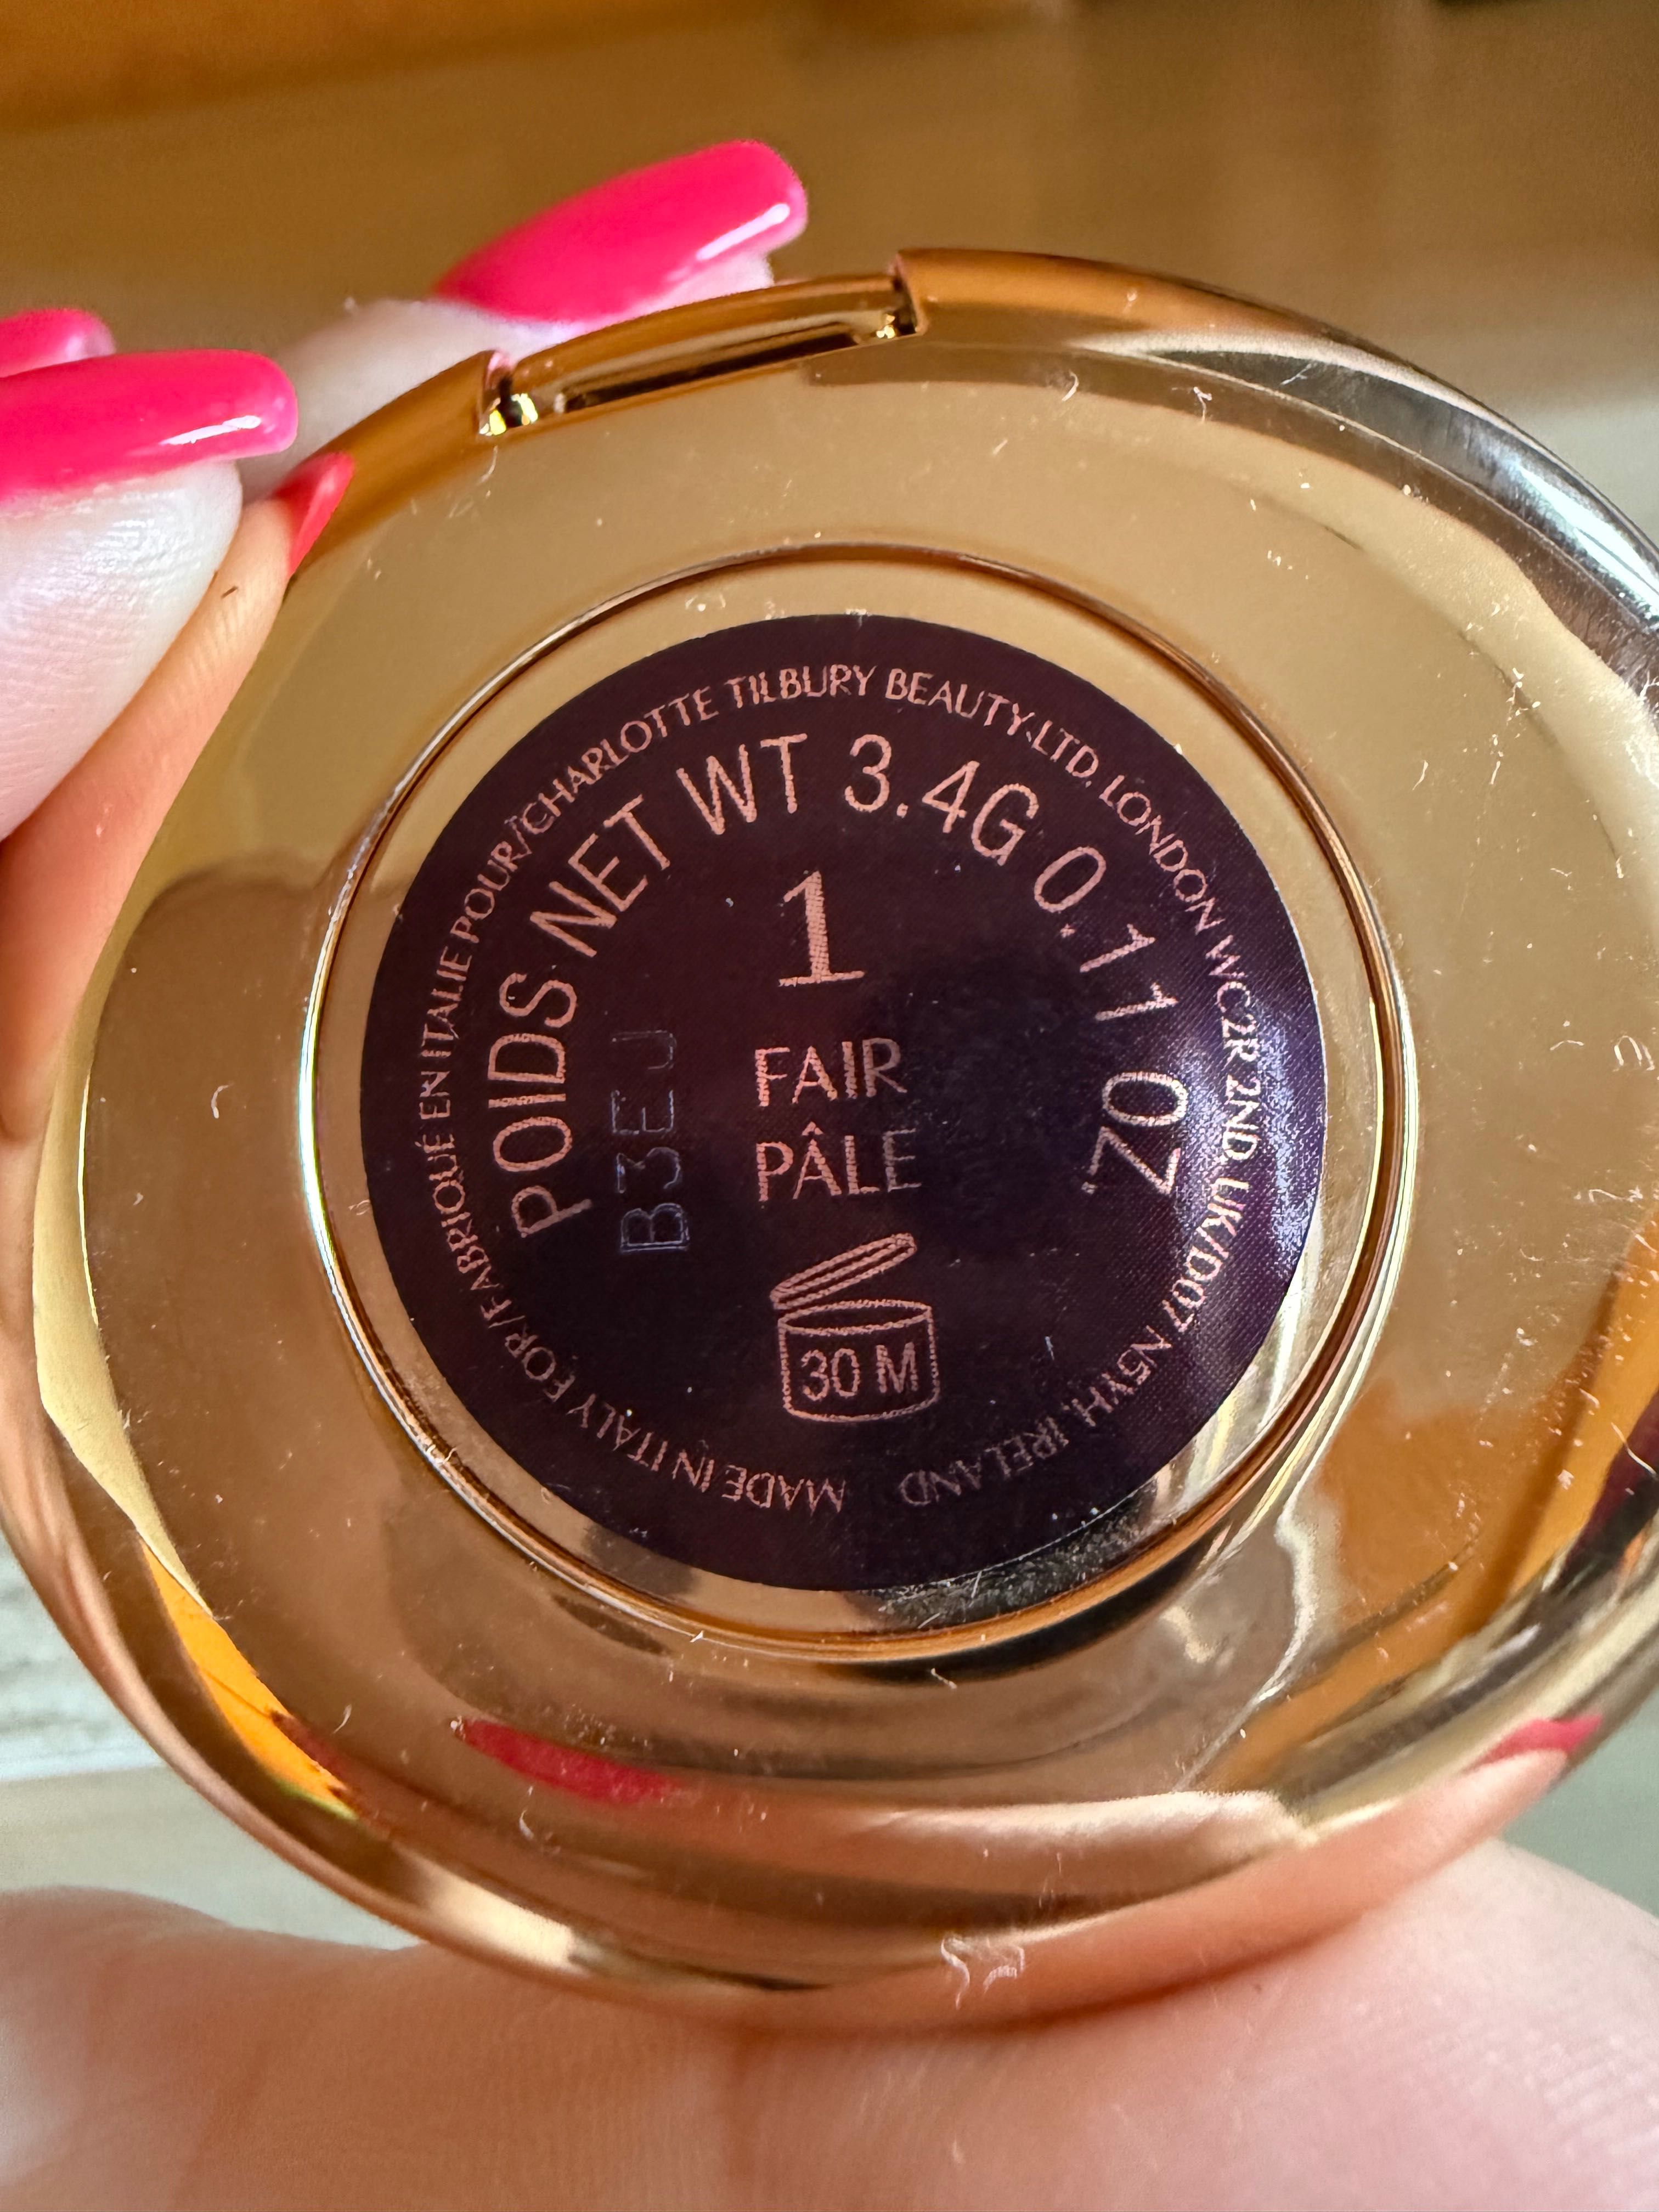 MADE IN ITALY FOR/FABRIQUÉ EN ITALIE POUR/CHARLOTTE TILBURY BEAUTY LTD, LONDON WC2R 2ND, UK/D007 N5YH, IRELAND
POIDS NET WT 3.4G 0.11 OZ.
1
FAIR
PÂLE
B3EJ
30 M